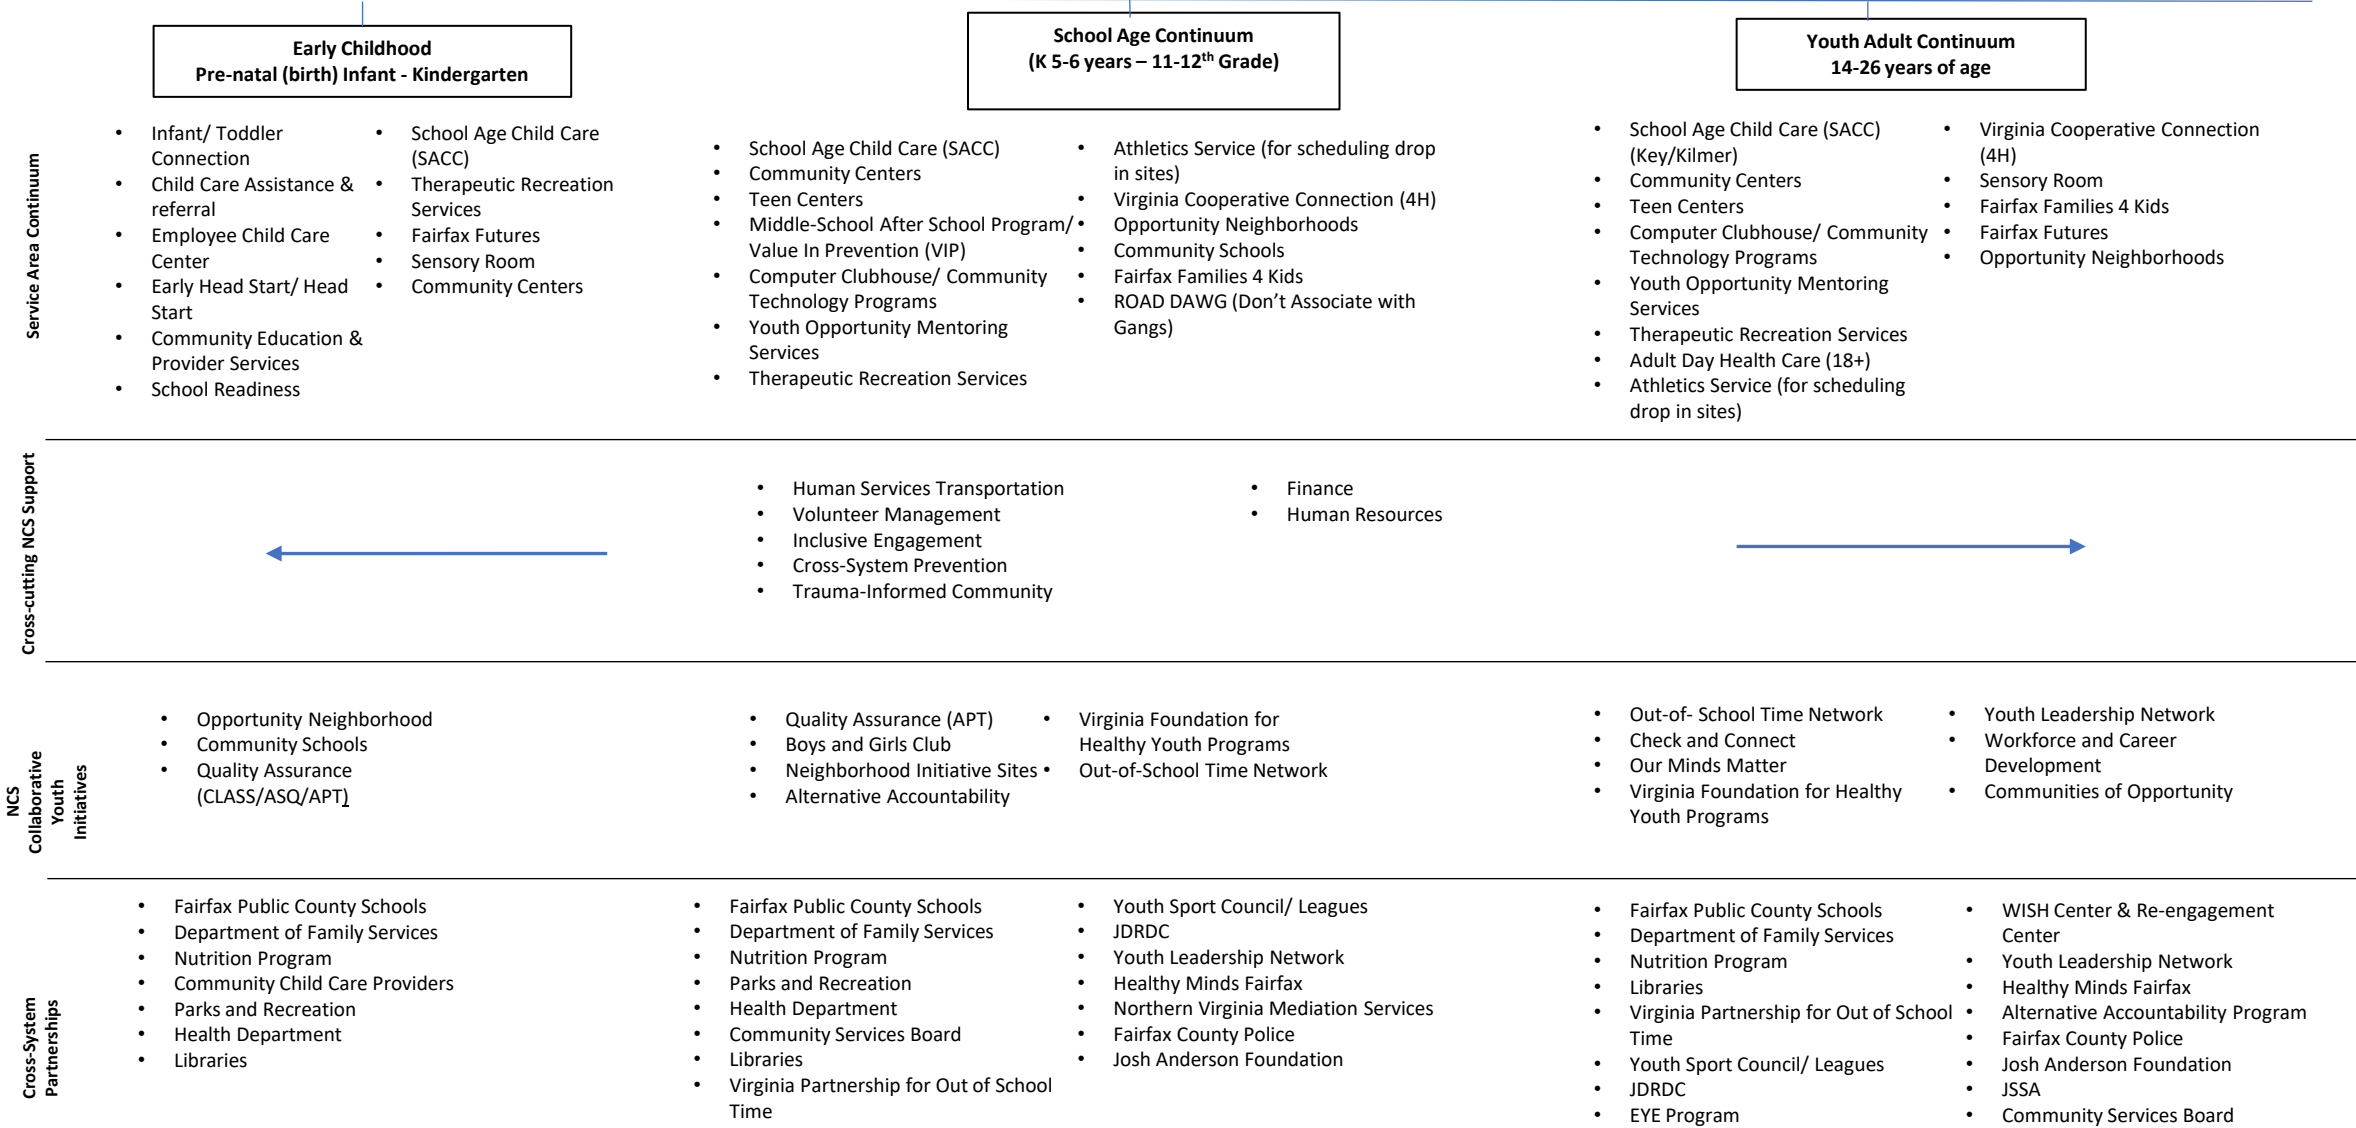 Early Childhood
Pre-natal (birth) Infant - Kindergarten
School Age Continuum
(K 5-6 years – 11-12th Grade)
Youth Adult Continuum
14-26 years of age
Service Area Continuum
• Infant/ Toddler
Connection
• Child Care Assistance &
referral
• Employee Child Care
Center
• Early Head Start/ Head
Start
• Community Education &
Provider Services
• School Readiness
• School Age Child Care
(SACC)
• Therapeutic Recreation
Services
• Fairfax Futures
• Sensory Room
• Community Centers
• School Age Child Care (SACC)
• Community Centers
• Teen Centers
• Middle-School After School Program/
Value In Prevention (VIP)
• Computer Clubhouse/ Community
Technology Programs
• Youth Opportunity Mentoring
Services
• Therapeutic Recreation Services
• Athletics Service (for scheduling drop
in sites)
• Virginia Cooperative Connection (4H)
• Opportunity Neighborhoods
• Community Schools
• Fairfax Families 4 Kids
• ROAD DAWG (Don’t Associate with
Gangs)
• School Age Child Care (SACC)
(Key/Kilmer)
• Community Centers
• Teen Centers
• Computer Clubhouse/ Community
Technology Programs
• Youth Opportunity Mentoring
Services
• Therapeutic Recreation Services
• Adult Day Health Care (18+)
• Athletics Service (for scheduling
drop in sites)
• Virginia Cooperative Connection
(4H)
• Sensory Room
• Fairfax Families 4 Kids
• Fairfax Futures
• Opportunity Neighborhoods
Cross-cutting NCS Support
• Human Services Transportation
• Volunteer Management
• Inclusive Engagement
• Cross-System Prevention
• Trauma-Informed Community
• Finance
• Human Resources
NCS
Collaborative
Youth
Initiatives
• Opportunity Neighborhood
• Community Schools
• Quality Assurance
(CLASS/ASQ/APT)
• Quality Assurance (APT)
• Boys and Girls Club
• Neighborhood Initiative Sites
• Alternative Accountability
• Virginia Foundation for
Healthy Youth Programs
• Out-of-School Time Network
• Out-of- School Time Network
• Check and Connect
• Our Minds Matter
• Virginia Foundation for Healthy
Youth Programs
• Youth Leadership Network
• Workforce and Career
Development
• Communities of Opportunity
Cross-System
Partnerships
• Fairfax Public County Schools
• Department of Family Services
• Nutrition Program
• Community Child Care Providers
• Parks and Recreation
• Health Department
• Libraries
• Fairfax Public County Schools
• Department of Family Services
• Nutrition Program
• Parks and Recreation
• Health Department
• Community Services Board
• Libraries
• Virginia Partnership for Out of School
Time
• Youth Sport Council/ Leagues
• JDRDC
• Youth Leadership Network
• Healthy Minds Fairfax
• Northern Virginia Mediation Services
• Fairfax County Police
• Josh Anderson Foundation
• Fairfax Public County Schools
• Department of Family Services
• Nutrition Program
• Libraries
• Virginia Partnership for Out of School
Time
• Youth Sport Council/ Leagues
• JDRDC
• EYE Program
• WISH Center & Re-engagement
Center
• Youth Leadership Network
• Healthy Minds Fairfax
• Alternative Accountability Program
• Fairfax County Police
• Josh Anderson Foundation
• JSSA
• Community Services Board